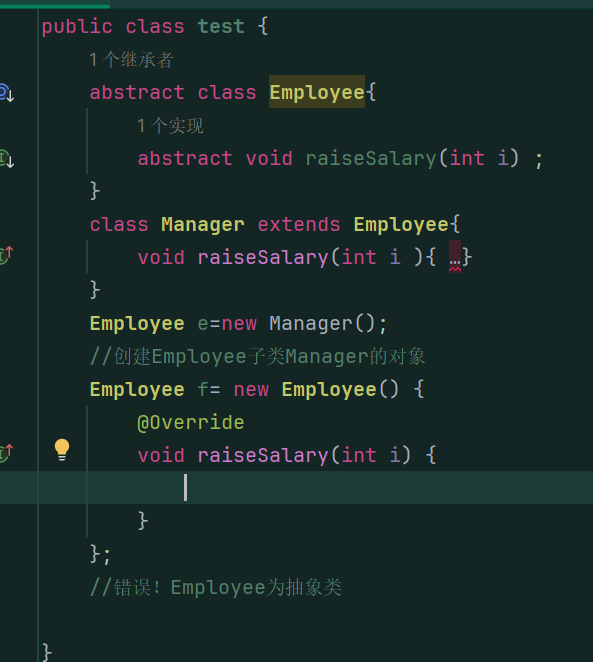 public class test {
1个继承者
abstract class Employee{
1个实现
abstract void raiseSalary(int i) ;
}
class Manager extends Employee{
void raiseSalary(int i ){ …}
}
Employee e=new Manager();
//创建Employee子类Manager的对象
Employee f= new Employee() {
@Override
void raiseSalary(int i) {
}
};
//错误！Employee为抽象类
}